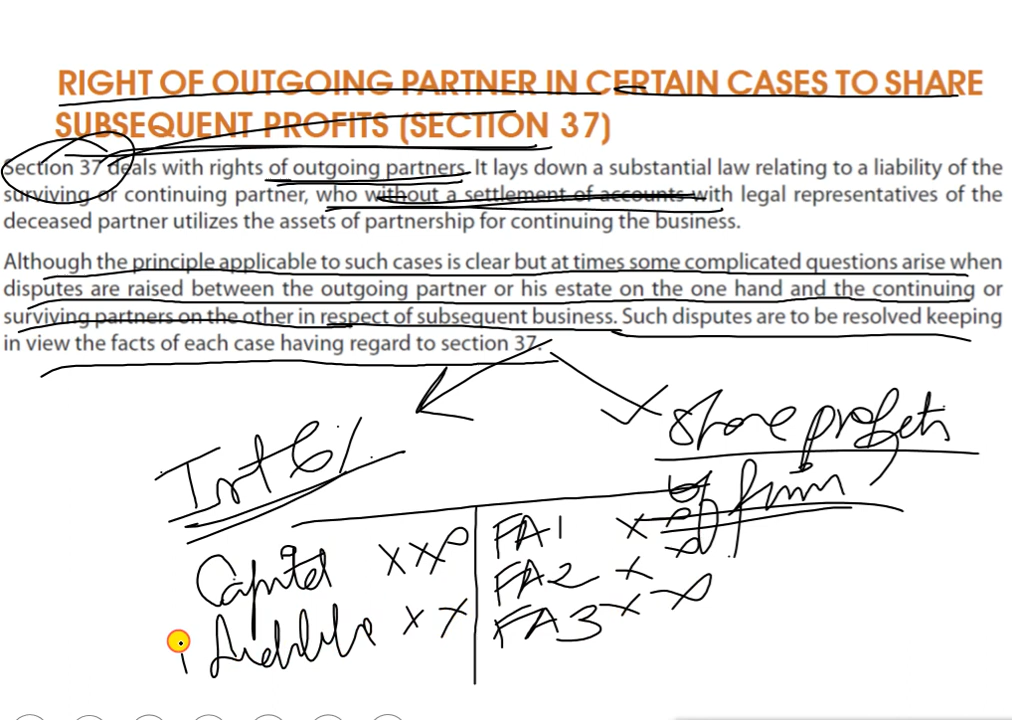 RIGHT OF OUTGOING PARTNER IN CERTAIN CASES TO SHARE
SUBSEQUENT PROFITS (SECTION 37)
Section 37 deals with rights of outgoing partners. It lays down a substantial law relating to a liability of the
surviving or continuing partner, who without a settlement of accounts with legal representatives of the
deceased partner utilizes the assets of partnership for continuing the business.
Although the principle applicable to such cases is clear but at times some complicated questions arise when
disputes are raised between the outgoing partner or his estate on the one hand and the continuing or
surviving partners on the other in respect of subsequent business. Such disputes are to be resolved keeping
in view the facts of each case having regard to section 37.
Share profits
of firm
Int 6%
Capital XXX
FA1 X
FA2 X
FA3 X
XX